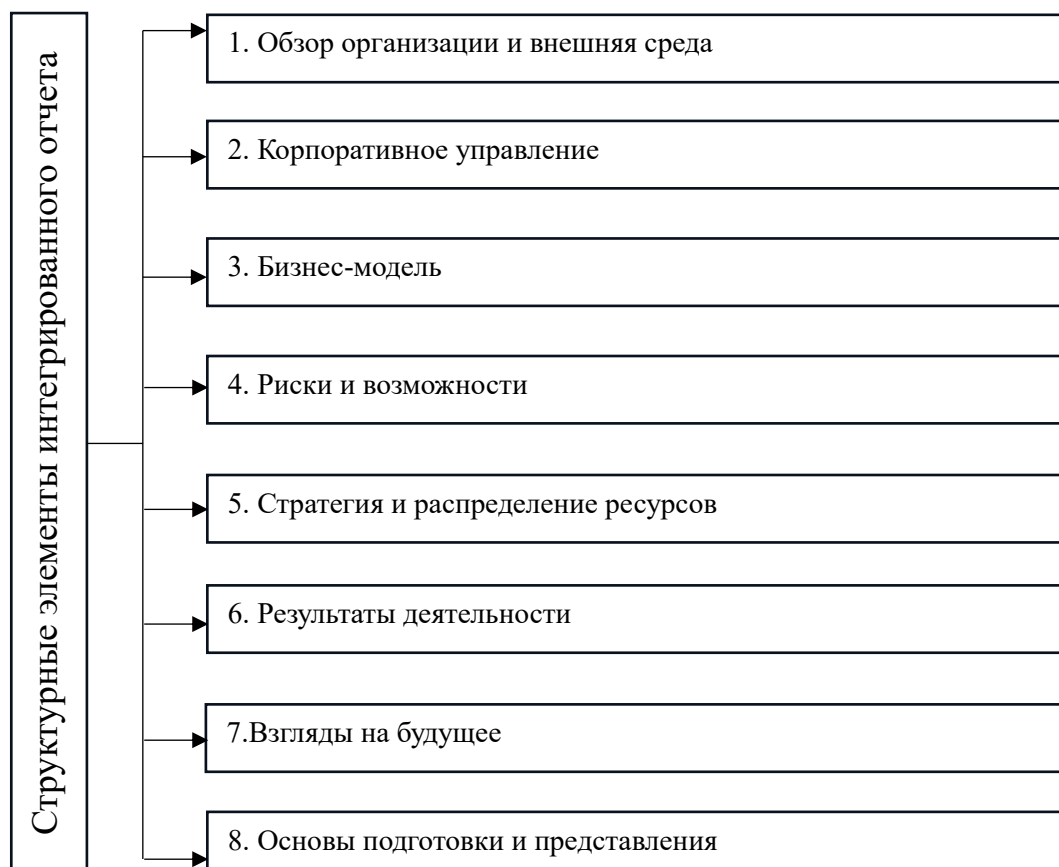 Структурные элементы интегрированного отчета
1. Обзор организации и внешняя среда
2. Корпоративное управление
3. Бизнес-модель
4. Риски и возможности
5. Стратегия и распределение ресурсов
6. Результаты деятельности
7.Взгляды на будущее
8. Основы подготовки и представления